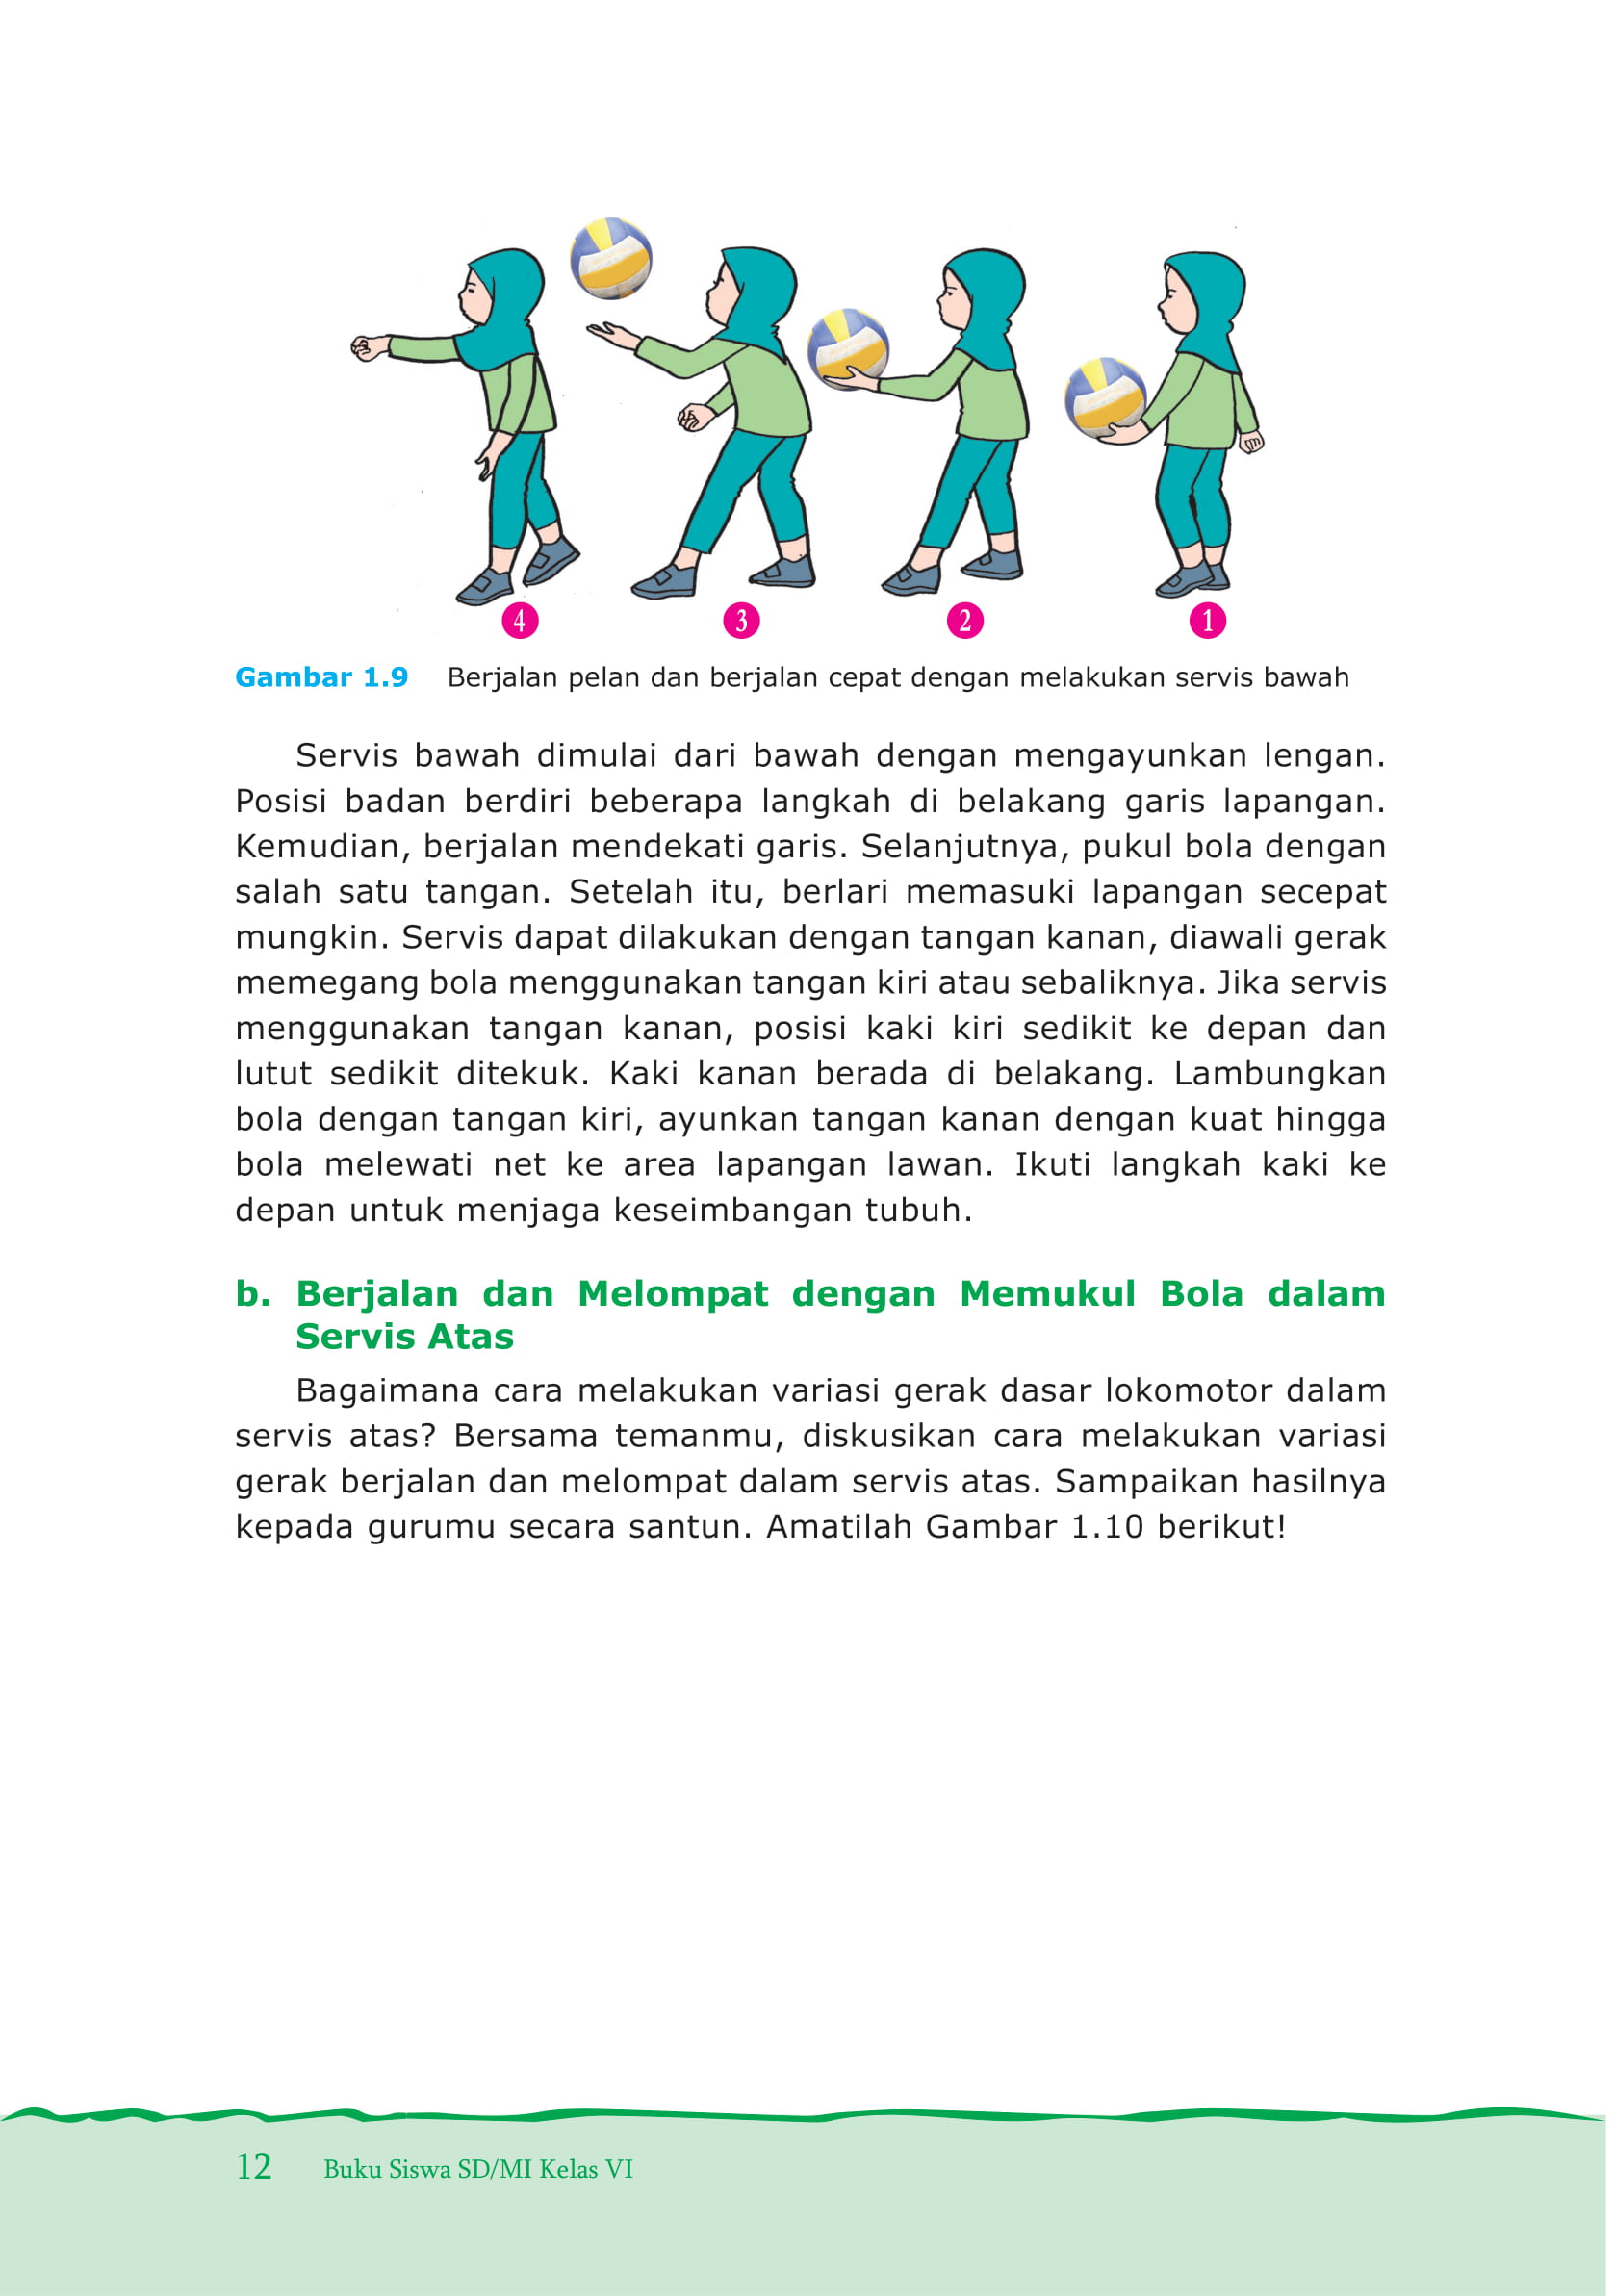 4 3 2 1
Gambar 1.9 Berjalan pelan dan berjalan cepat dengan melakukan servis bawah
Servis bawah dimulai dari bawah dengan mengayunkan lengan.
Posisi badan berdiri beberapa langkah di belakang garis lapangan.
Kemudian, berjalan mendekati garis. Selanjutnya, pukul bola dengan
salah satu tangan. Setelah itu, berlari memasuki lapangan secepat
mungkin. Servis dapat dilakukan dengan tangan kanan, diawali gerak
memegang bola menggunakan tangan kiri atau sebaliknya. Jika servis
menggunakan tangan kanan, posisi kaki kiri sedikit ke depan dan
lutut sedikit ditekuk. Kaki kanan berada di belakang. Lambungkan
bola dengan tangan kiri, ayunkan tangan kanan dengan kuat hingga
bola melewati net ke area lapangan lawan. Ikuti langkah kaki ke
depan untuk menjaga keseimbangan tubuh.
b. Berjalan dan Melompat dengan Memukul Bola dalam
Servis Atas
Bagaimana cara melakukan variasi gerak dasar lokomotor dalam
servis atas? Bersama temanmu, diskusikan cara melakukan variasi
gerak berjalan dan melompat dalam servis atas. Sampaikan hasilnya
kepada gurumu secara santun. Amatilah Gambar 1.10 berikut!
12 Buku Siswa SD/MI Kelas VI